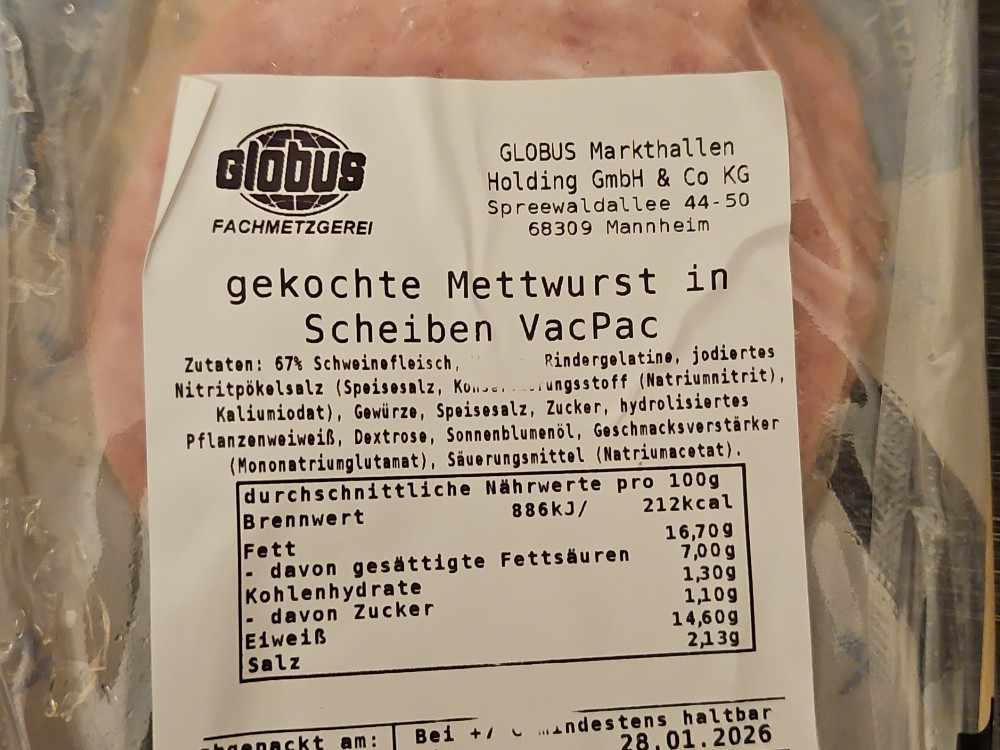 Globus
FACHMETZGEREI
GLOBUS Markthallen
Holding GmbH & Co KG
Spreewaldallee 44-50
68309 Mannheim
gekochte Mettwurst in
Scheiben VacPac
Zutaten: 67% Schweinefleisch, Rindergelatine, jodiertes
Nitritpökelsalz (Speisesalz, (Natriumnitrit),
Kaliumiodat), Gewürze, Speisesalz, Zucker, hydrolisiertes
Pflanzenweiweiß, Dextrose, Sonnenblumenöl, Geschmacksverstärker
(Mononatriumglutamat), Säuerungsmittel (Natriumacetat).
durchschnittliche Nährwerte pro 100g
Brennwert 886kJ/ 212kcal
Fett 16,70g
- davon gesättigte Fettsäuren 7,00g
Kohlenhydrate 1,30g
- davon Zucker 1,10g
Eiweiß 14,60g
Salz 2,13g
am: Bei haltbar
28.01.2026